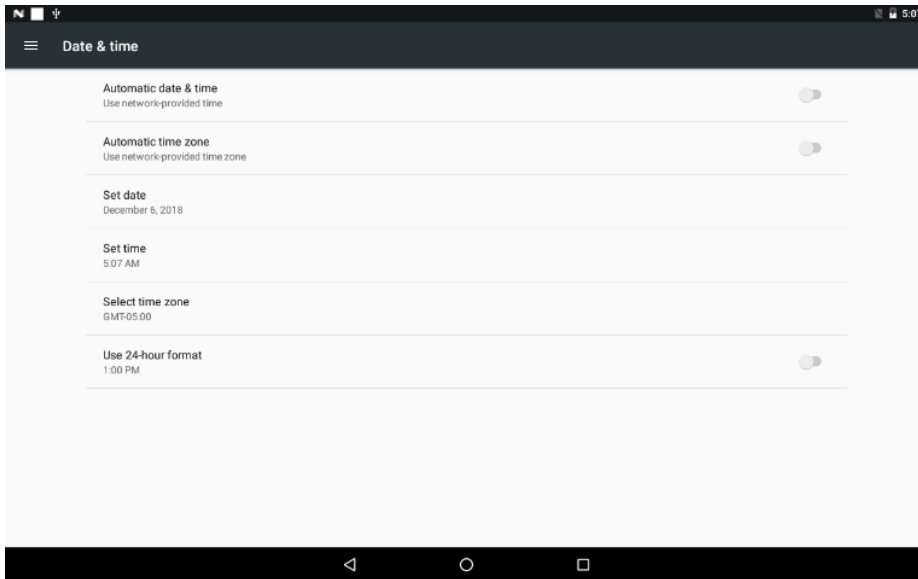 5:07
Date & time
Automatic date & time
Use network-provided time
Automatic time zone
Use network-provided time zone
Set date
December 6, 2018
Set time
5:07 AM
Select time zone
GMT-05:00
Use 24-hour format
1:00 PM